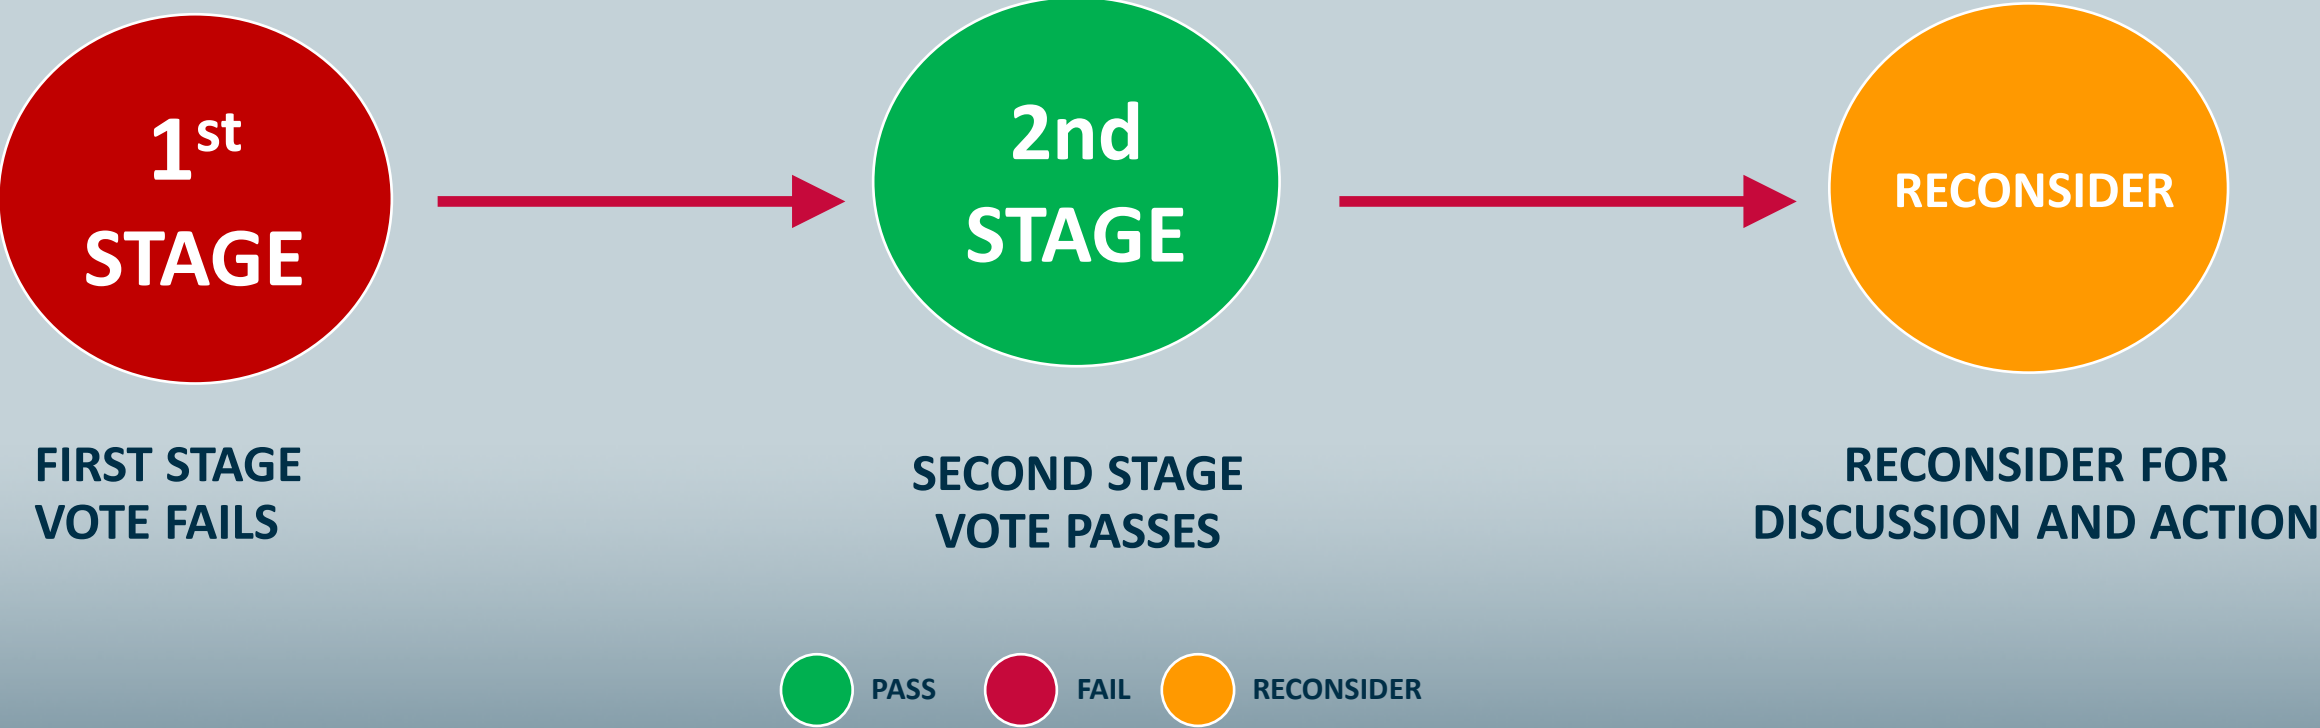 1st
STAGE
2nd
STAGE
RECONSIDER
FIRST STAGE
VOTE FAILS
SECOND STAGE
VOTE PASSES
RECONSIDER FOR
DISCUSSION AND ACTION
PASS
FAIL
RECONSIDER